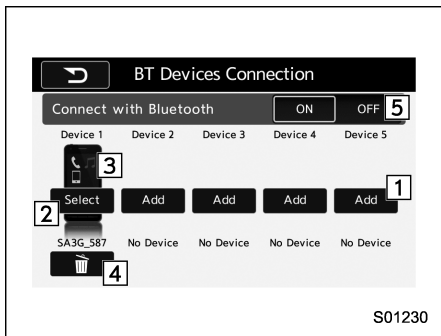 BT Devices Connection
Connect with Bluetooth ON OFF 5
Device 1 Device 2 Device 3 Device 4 Device 5
3
Select Add Add Add Add 1
2
SA3G_587 No Device No Device No Device No Device
4
S01230